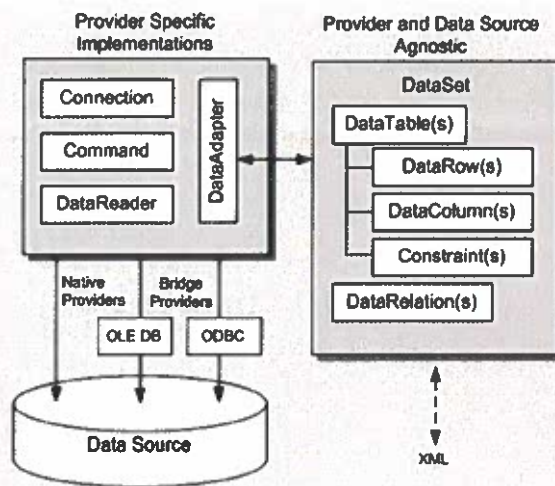 Provider Specific
Implementations
Connection
Command
DataReader
DataAdapter
Native
Providers
Bridge
Providers
OLE DB
ODBC
Data Source
Provider and Data Source
Agnostic
DataSet
DataTable(s)
DataRow(s)
DataColumn(s)
Constraint(s)
DataRelation(s)
XML